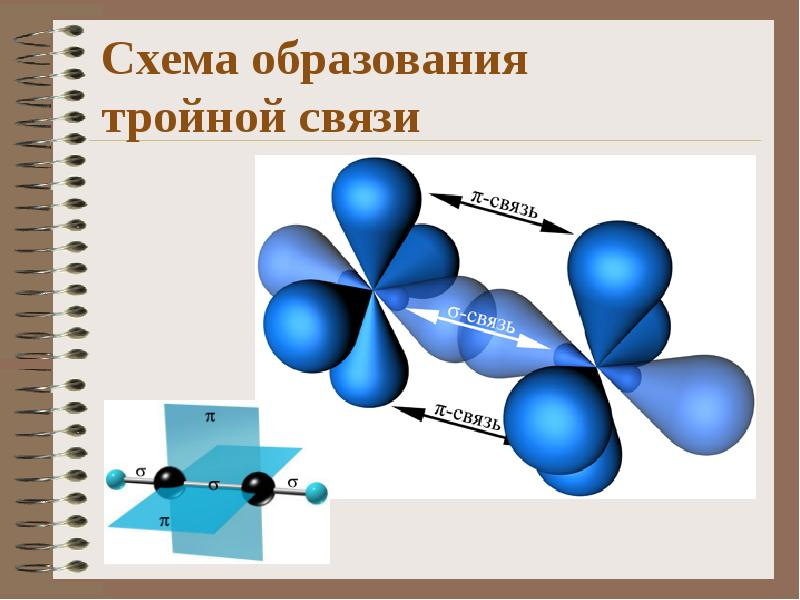 Схема образования
тройной связи
π-связь
σ-связь
π-связь
π
σ
σ
σ
π